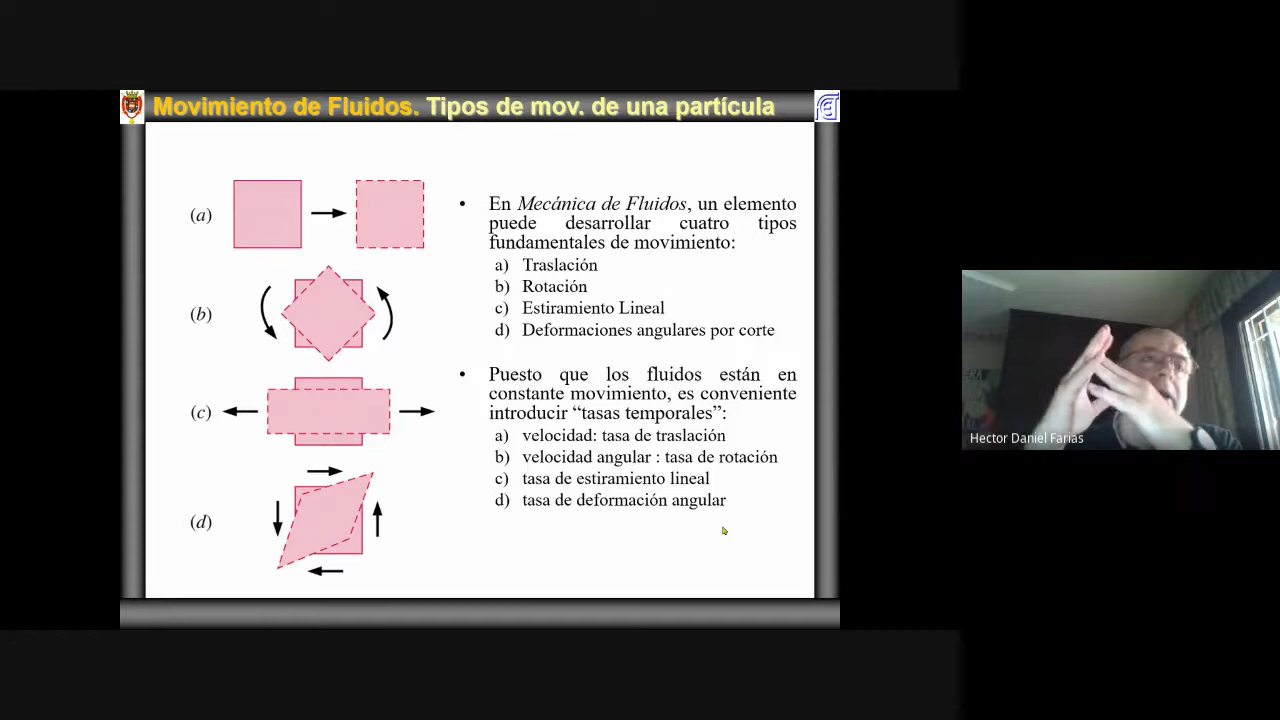 Movimiento de Fluidos. Tipos de mov. de una partícula
(a)
(b)
(c)
(d)
• En Mecánica de Fluidos, un elemento
puede desarrollar cuatro tipos
fundamentales de movimiento:
a) Traslación
b) Rotación
c) Estiramiento Lineal
d) Deformaciones angulares por corte
• Puesto que los fluidos están en
constante movimiento, es conveniente
introducir “tasas temporales”:
a) velocidad: tasa de traslación
b) velocidad angular : tasa de rotación
c) tasa de estiramiento lineal
d) tasa de deformación angular
Hector Daniel Farias